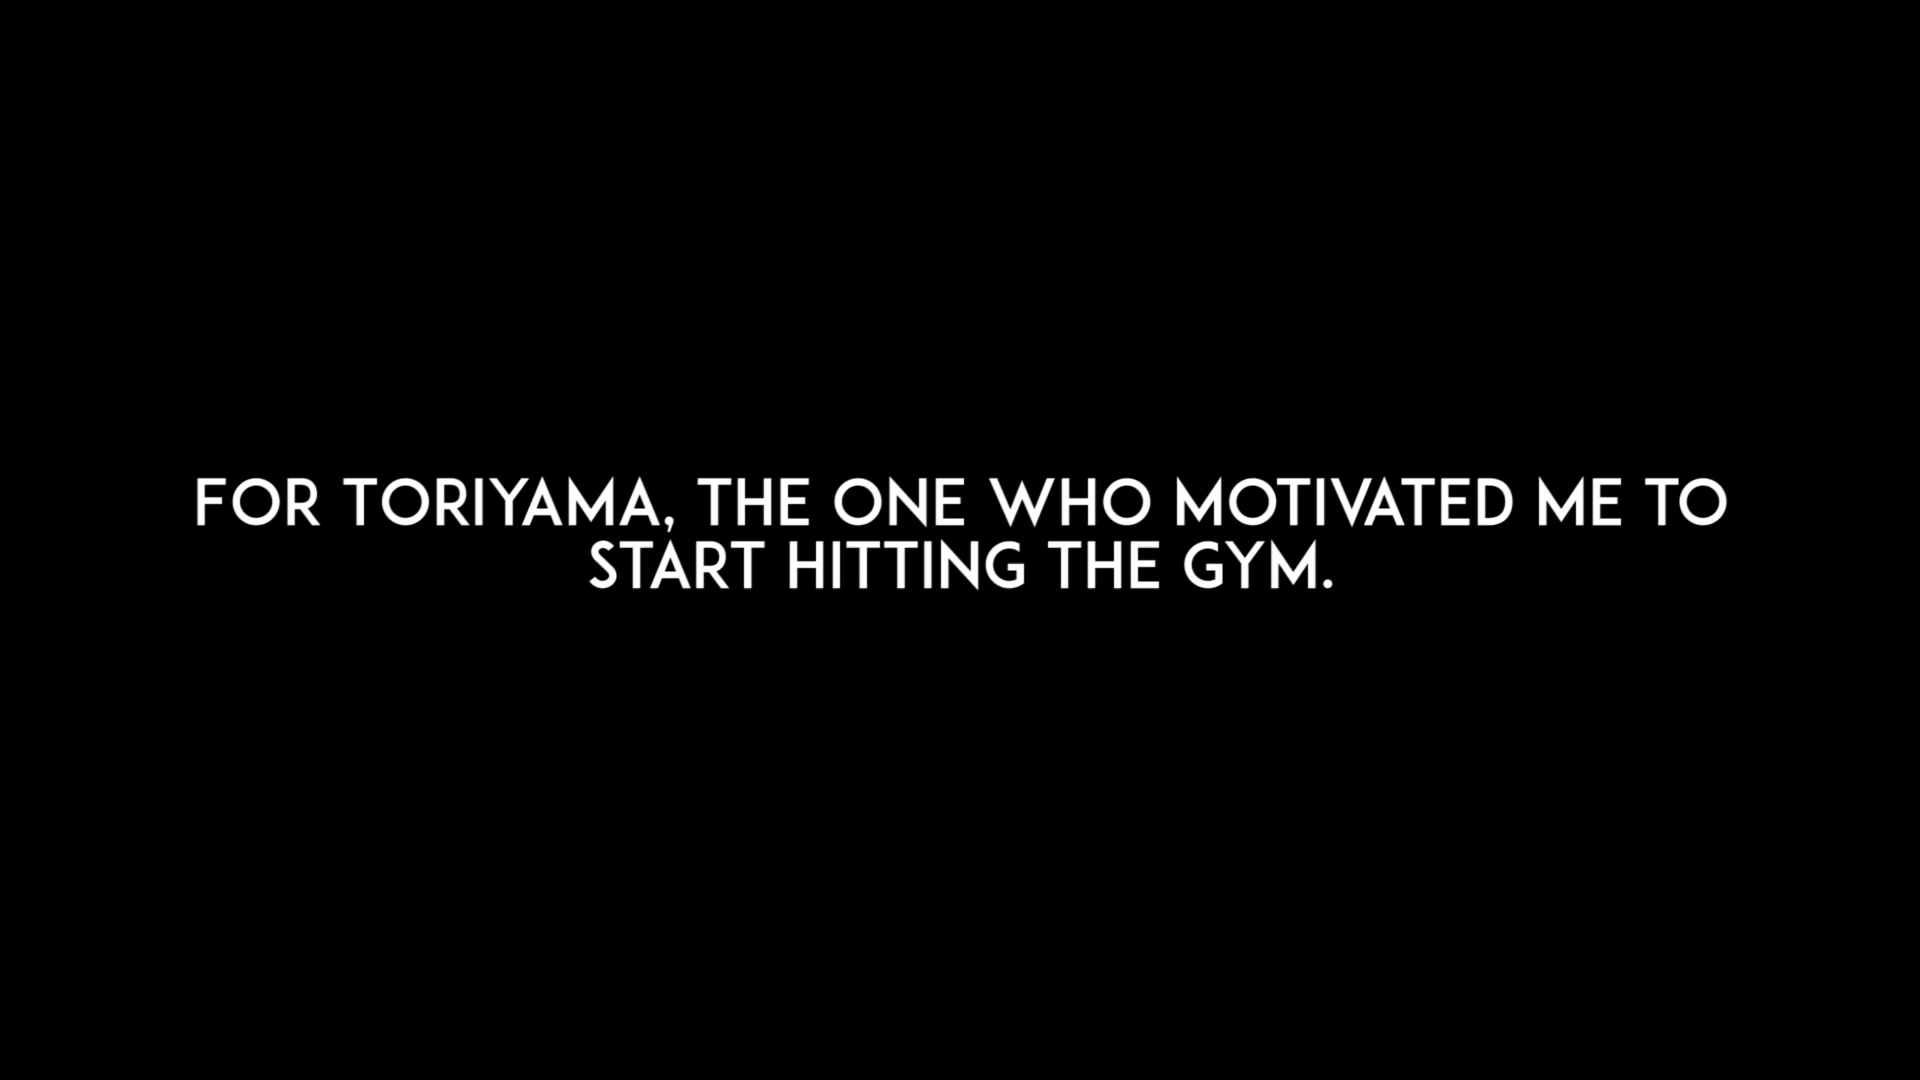 FOR TORIYAMA, THE ONE WHO MOTIVATED ME TO
START HITTING THE GYM.